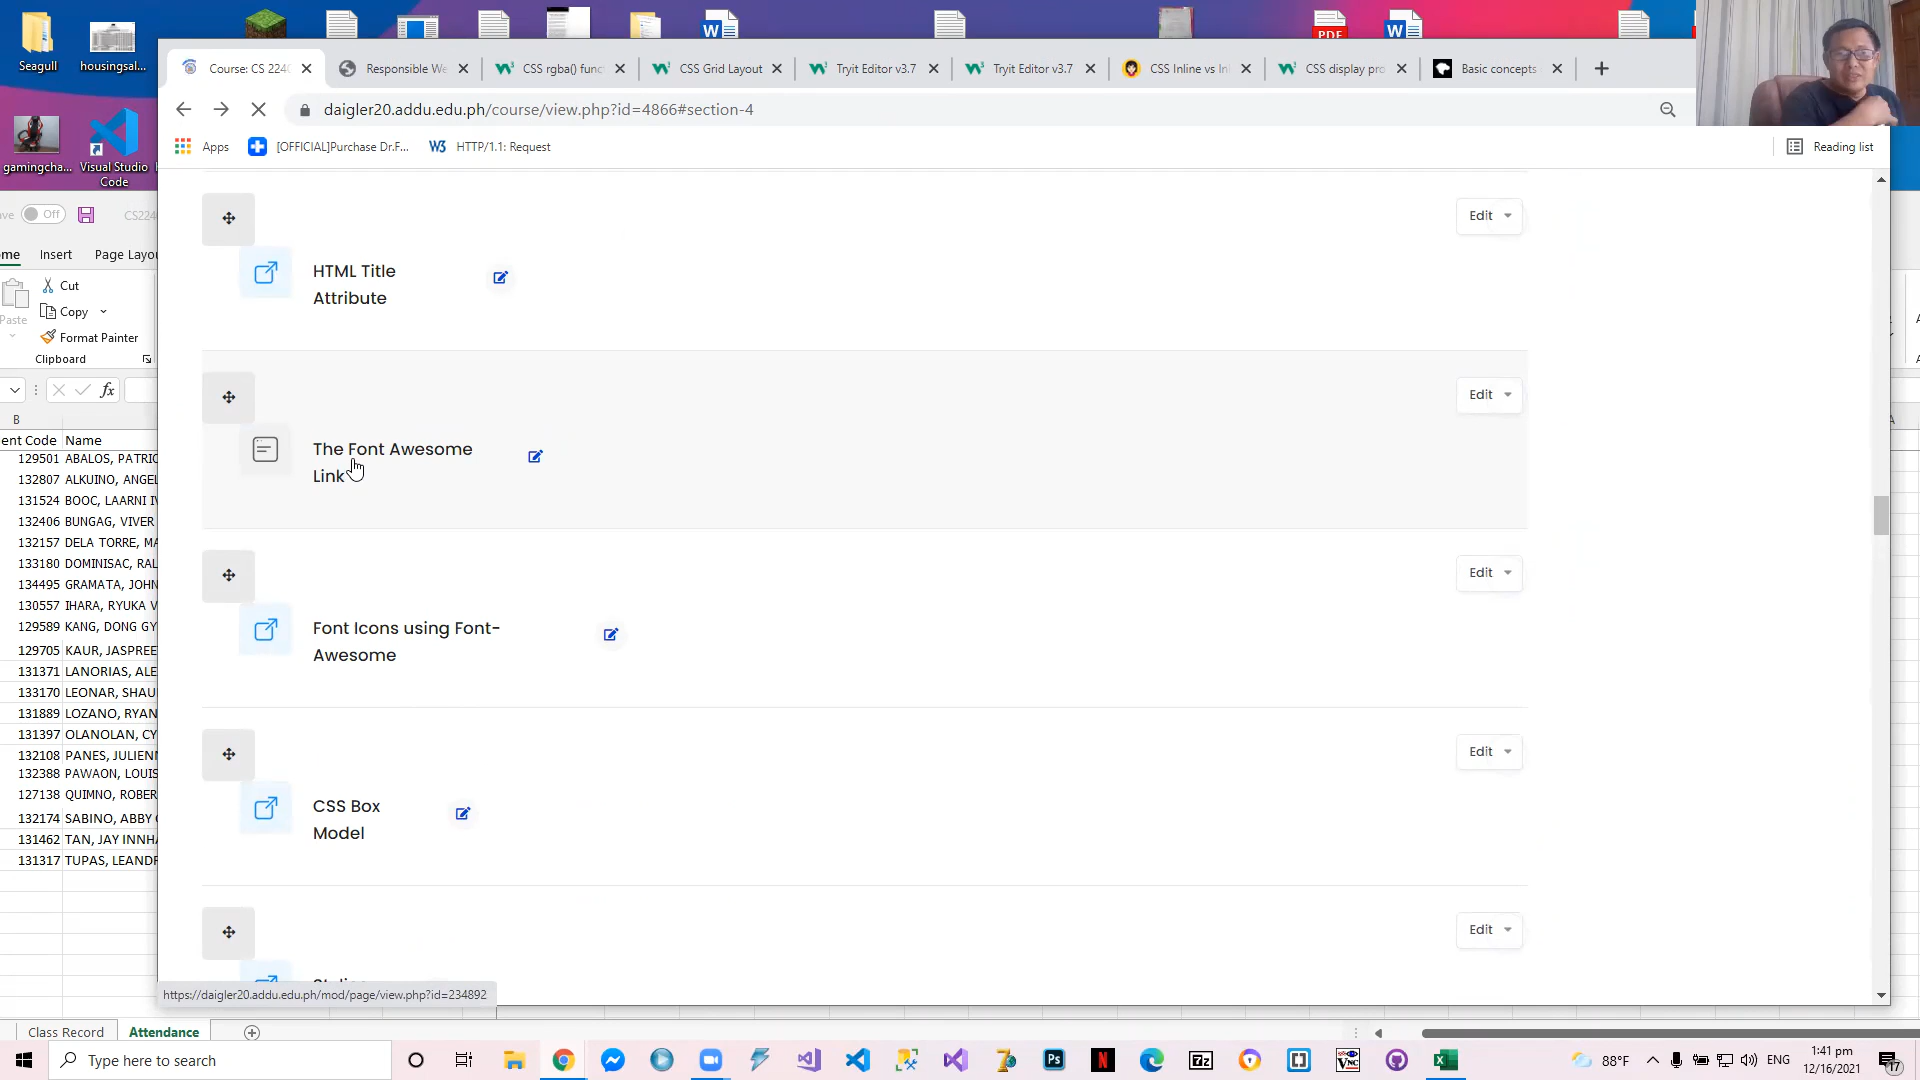 Seagull
housingsal...
Course: CS 224
Responsible We
CSS rgba() func
CSS Grid Layout
Tryit Editor v3.7
Tryit Editor v3.7
CSS Inline vs In
CSS display pro
Basic concepts
daigler20.addu.edu.ph/course/view.php?id=4866#section-4
Apps
[OFFICIAL]Purchase Dr.F...
W3
HTTP/1.1: Request
Reading list
gamingcha...
Visual Studio
Code
ve
Off
CS224
me
Insert
Page Layou
Cut
Copy
Paste
Format Painter
Clipboard
fx
B
ent Code
Name
129501 ABALOS, PATRIC
132807 ALKUINO, ANGEL
131524 BOOC, LAARNI IV
132406 BUNGAG, VIVER
132157 DELA TORRE, MA
133180 DOMINISAC, RAL
134495 GRAMATA, JOHN
130557 IHARA, RYUKA V
129589 KANG, DONG GY
129705 KAUR, JASPREE
131371 LANORIAS, ALE
133170 LEONAR, SHAU
131889 LOZANO, RYAN
131397 OLANOLAN, CY
132108 PANES, JULIENN
132388 PAWAON, LOUIS
127138 QUIMNO, ROBER
132174 SABINO, ABBY
131462 TAN, JAY INNHA
131317 TUPAS, LEANDR
Edit
HTML Title
Attribute
Edit
The Font Awesome
Link
Edit
Font Icons using Font-
Awesome
Edit
CSS Box
Model
Edit
https://daigler20.addu.edu.ph/mod/page/view.php?id=234892
Class Record
Attendance
Type here to search
88°F
ENG
1:41 pm
12/16/2021
17